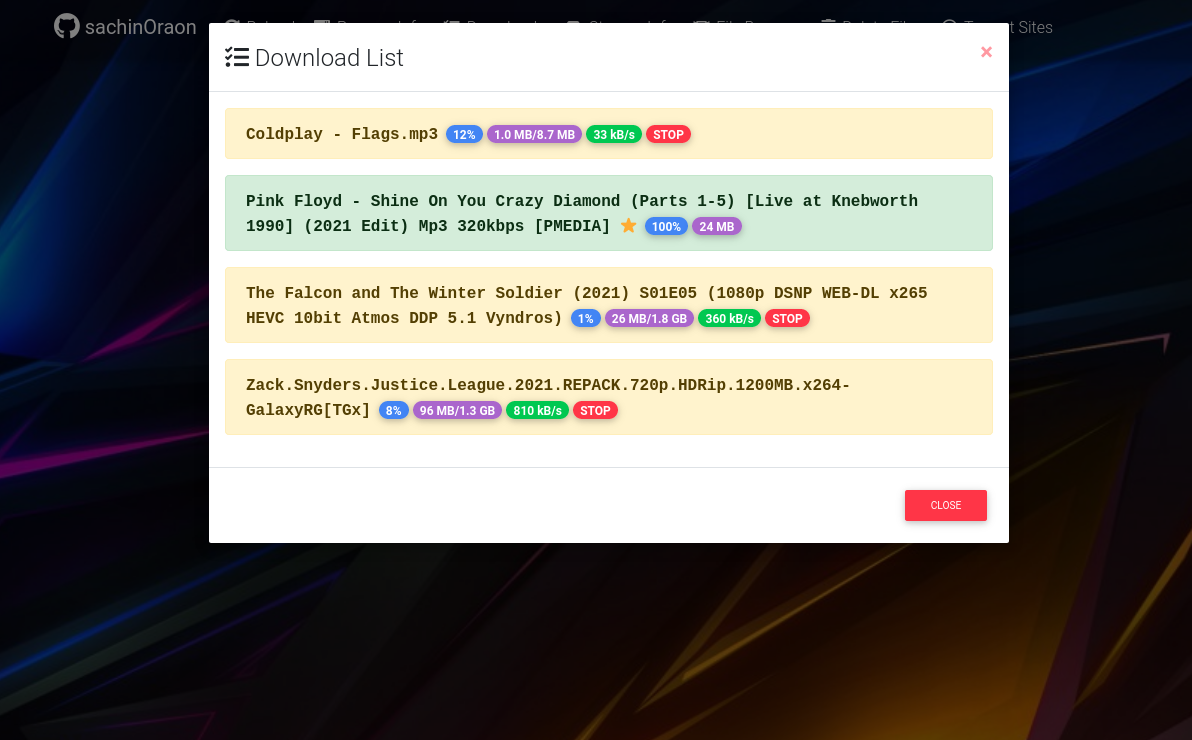 sachinOraon
t Sites
Download List
×
Coldplay - Flags.mp3 12% 1.0 MB/8.7 MB 33 kB/s STOP
Pink Floyd - Shine On You Crazy Diamond (Parts 1-5) [Live at Knebworth
1990] (2021 Edit) Mp3 320kbps [PMEDIA] ⭐ 100% 24 MB
The Falcon and The Winter Soldier (2021) S01E05 (1080p DSNP WEB-DL x265
HEVC 10bit Atmos DDP 5.1 Vyndros) 1% 26 MB/1.8 GB 360 kB/s STOP
Zack.Snyders.Justice.League.2021.REPACK.720p.HDRip.1200MB.x264-
GalaxyRG[TGx] 8% 96 MB/1.3 GB 810 kB/s STOP
CLOSE